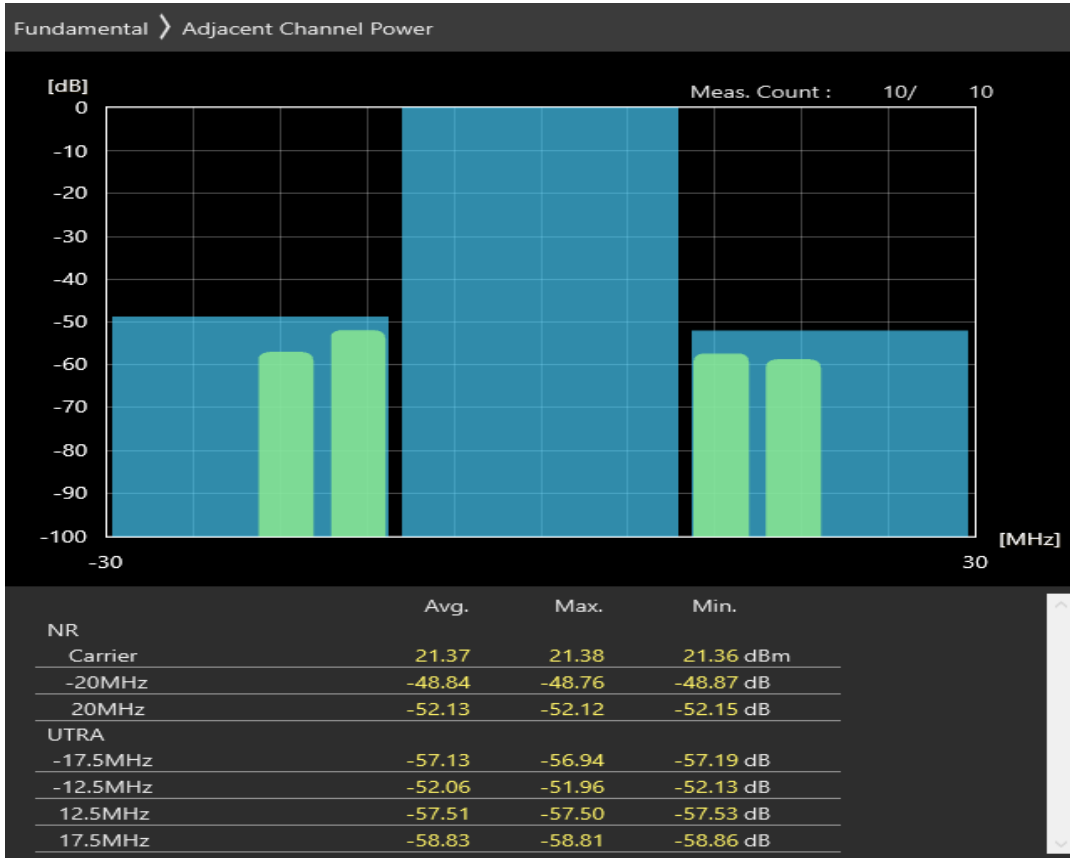 Fundamental ❯ Adjacent Channel Power
[dB]
Meas. Count : 10/ 10
0
-10
-20
-30
-40
-50
-60
-70
-80
-90
-100
[MHz]
-30 30
Avg. Max. Min.
NR
Carrier 21.37 21.38 21.36 dBm
-20MHz -48.84 -48.76 -48.87 dB
20MHz -52.13 -52.12 -52.15 dB
UTRA
-17.5MHz -57.13 -56.94 -57.19 dB
-12.5MHz -52.06 -51.96 -52.13 dB
12.5MHz -57.51 -57.50 -57.53 dB
17.5MHz -58.83 -58.81 -58.86 dB